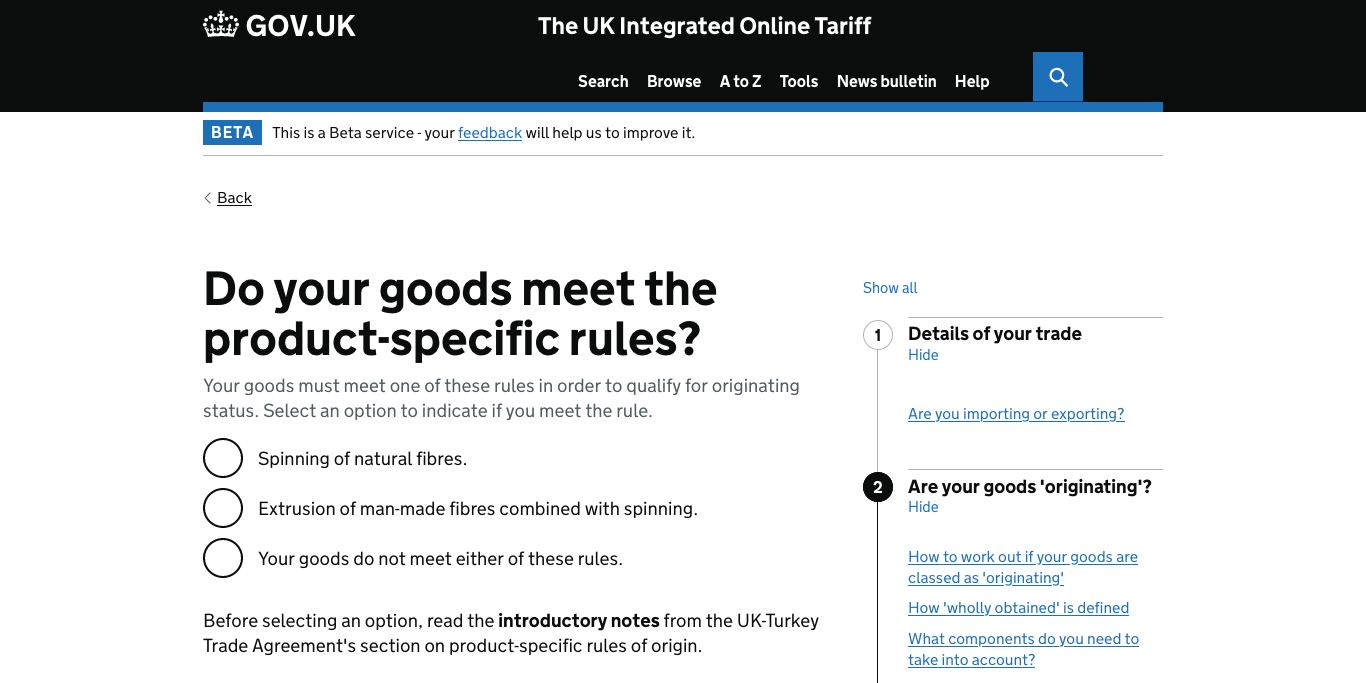 GOV.UK
The UK Integrated Online Tariff
Search Browse A to Z Tools News bulletin Help
BETA This is a Beta service - your feedback will help us to improve it.
Back
Do your goods meet the
product-specific rules?
Your goods must meet one of these rules in order to qualify for originating
status. Select an option to indicate if you meet the rule.
Spinning of natural fibres.
Extrusion of man-made fibres combined with spinning.
Your goods do not meet either of these rules.
Before selecting an option, read the introductory notes from the UK-Turkey
Trade Agreement's section on product-specific rules of origin.
Show all
1 Details of your trade
Hide
Are you importing or exporting?
2 Are your goods 'originating'?
Hide
How to work out if your goods are
classed as 'originating'
How 'wholly obtained' is defined
What components do you need to
take into account?